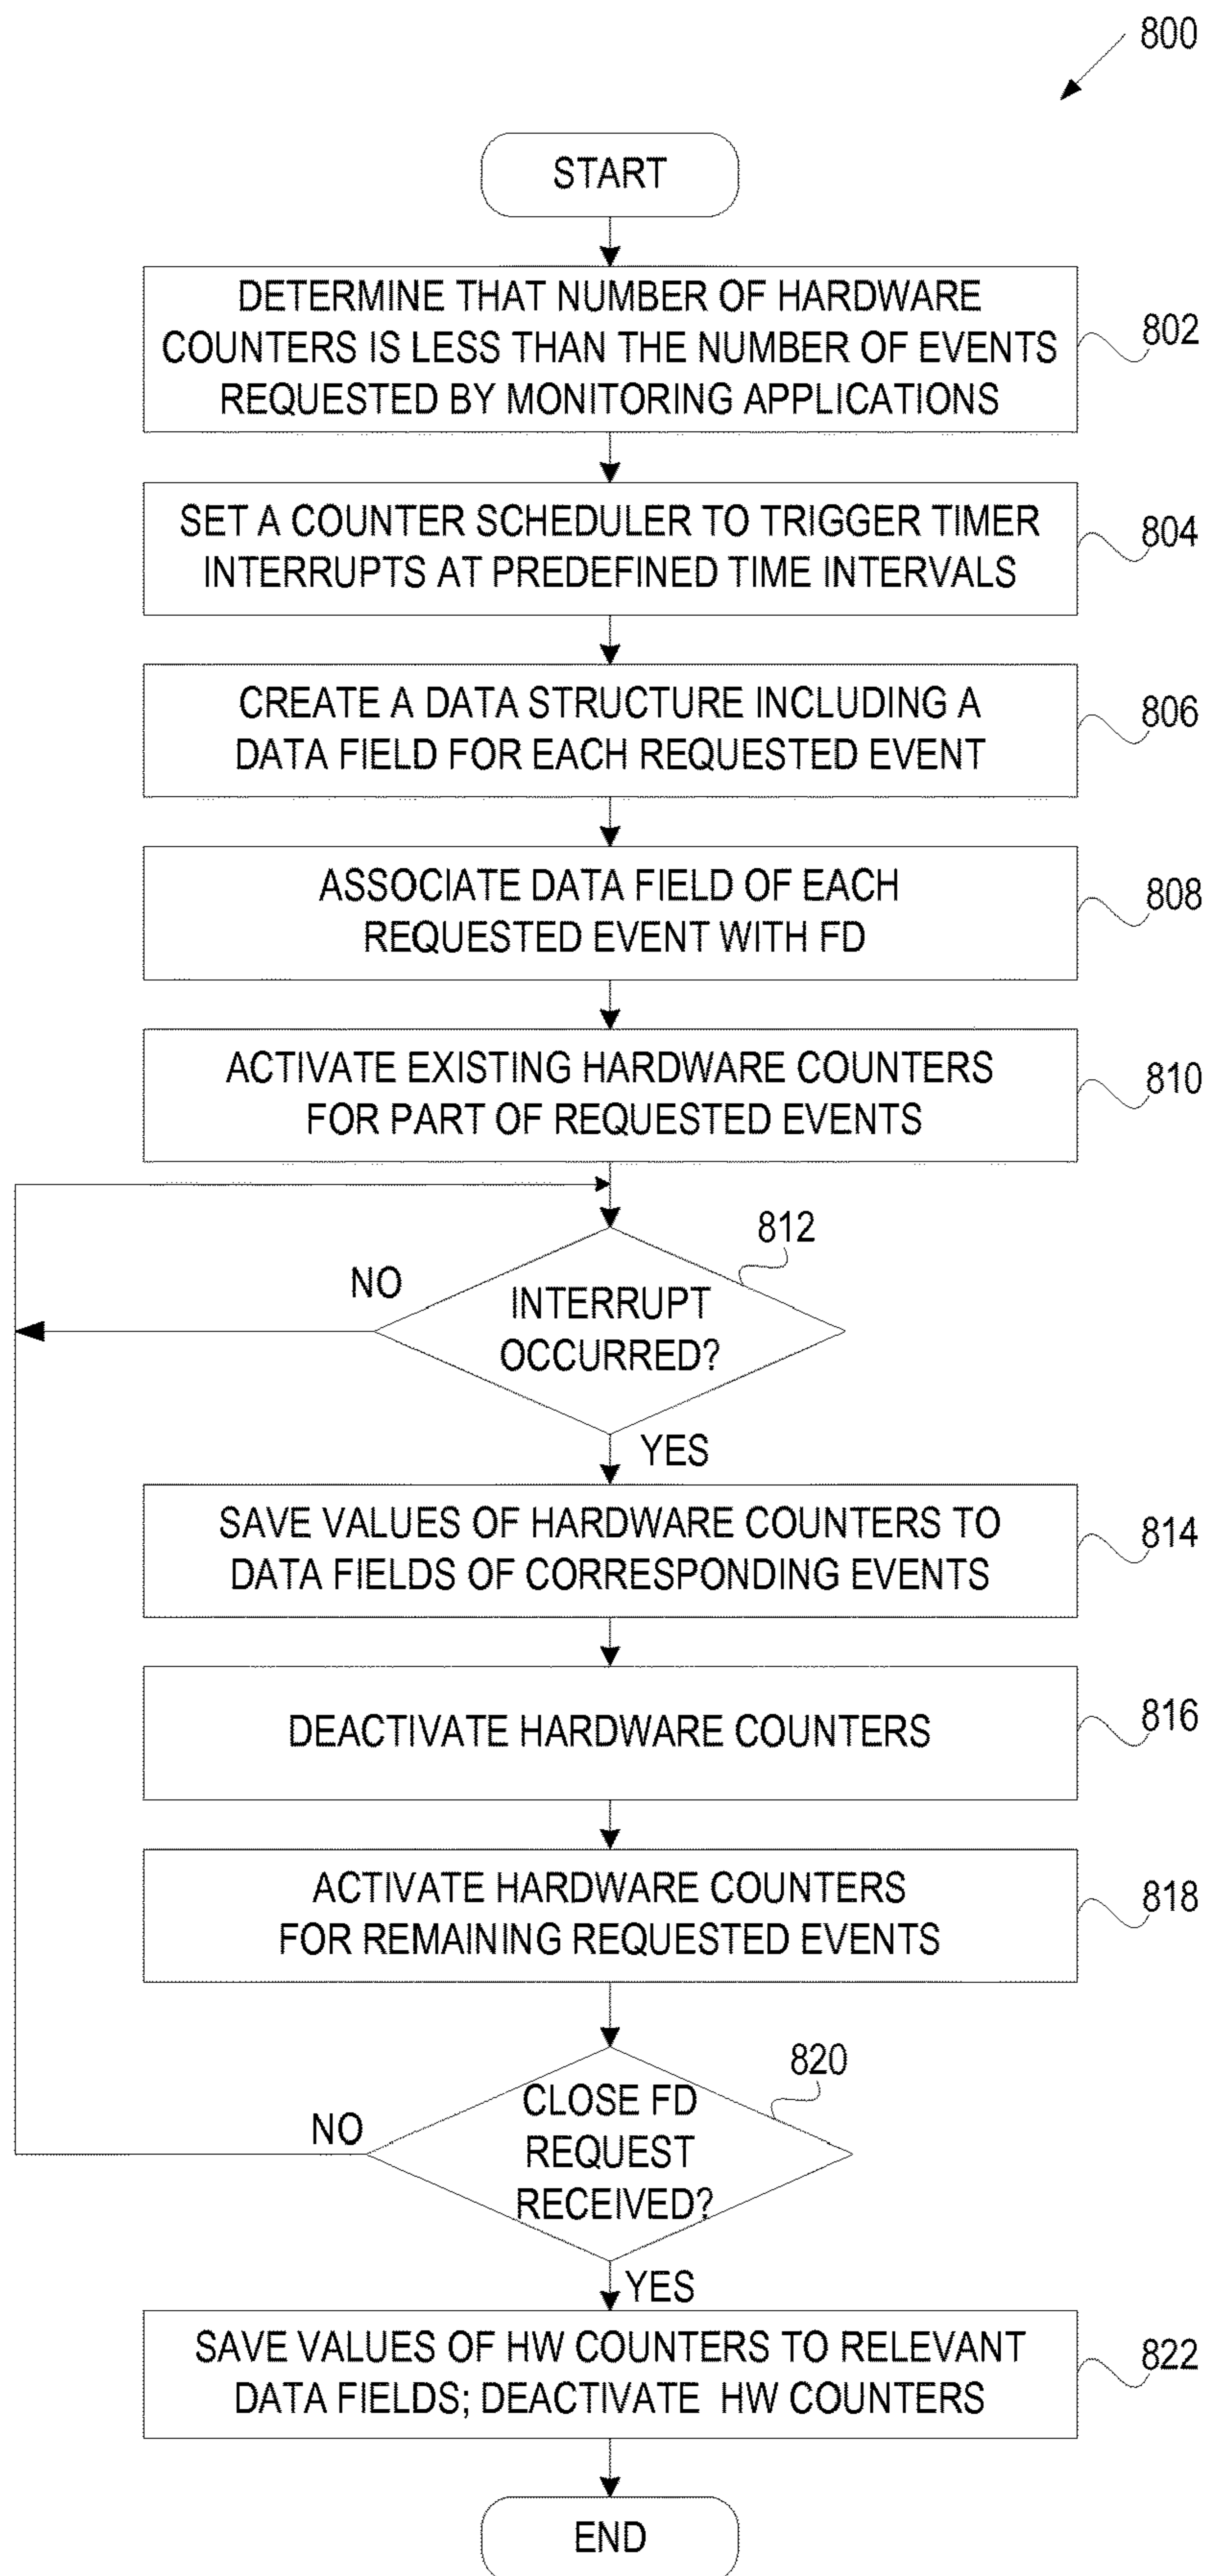 800
START
DETERMINE THAT NUMBER OF HARDWARE
COUNTERS IS LESS THAN THE NUMBER OF EVENTS
REQUESTED BY MONITORING APPLICATIONS
802
SET A COUNTER SCHEDULER TO TRIGGER TIMER
INTERRUPTS AT PREDEFINED TIME INTERVALS
804
CREATE A DATA STRUCTURE INCLUDING A
DATA FIELD FOR EACH REQUESTED EVENT
806
ASSOCIATE DATA FIELD OF EACH
REQUESTED EVENT WITH FD
808
ACTIVATE EXISTING HARDWARE COUNTERS
FOR PART OF REQUESTED EVENTS
810
812
NO
INTERRUPT
OCCURRED?
YES
SAVE VALUES OF HARDWARE COUNTERS TO
DATA FIELDS OF CORRESPONDING EVENTS
814
DEACTIVATE HARDWARE COUNTERS
816
ACTIVATE HARDWARE COUNTERS
FOR REMAINING REQUESTED EVENTS
818
820
NO
CLOSE FD
REQUEST
RECEIVED?
YES
SAVE VALUES OF HW COUNTERS TO RELEVANT
DATA FIELDS; DEACTIVATE HW COUNTERS
822
END